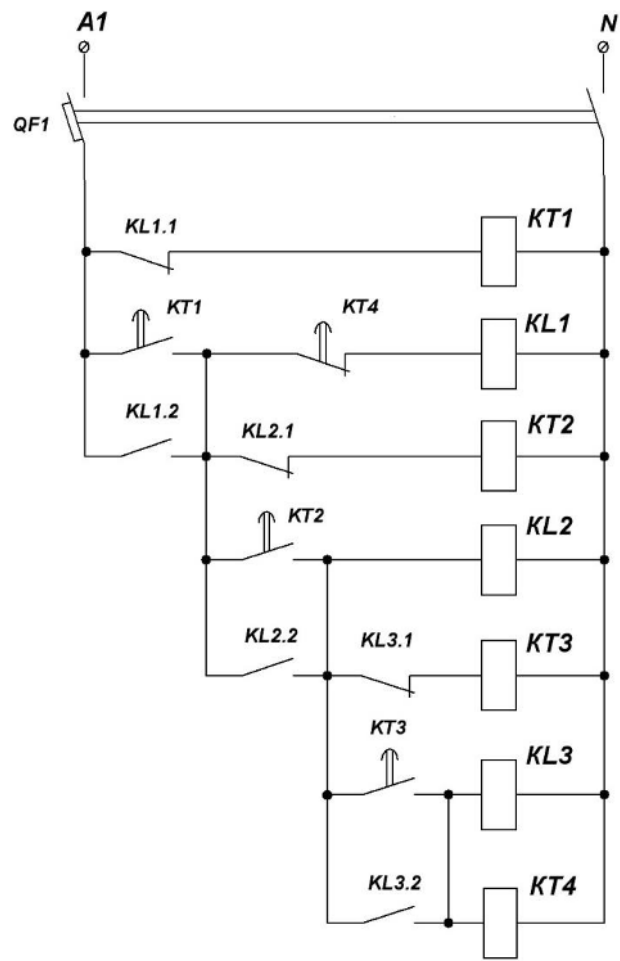 A1 N
QF1
KL1.1 KT1
KT1 KT4 KL1
KL1.2 KL2.1 KT2
KT2 KL2
KL2.2 KL3.1 KT3
KT3 KL3
KL3.2 KT4